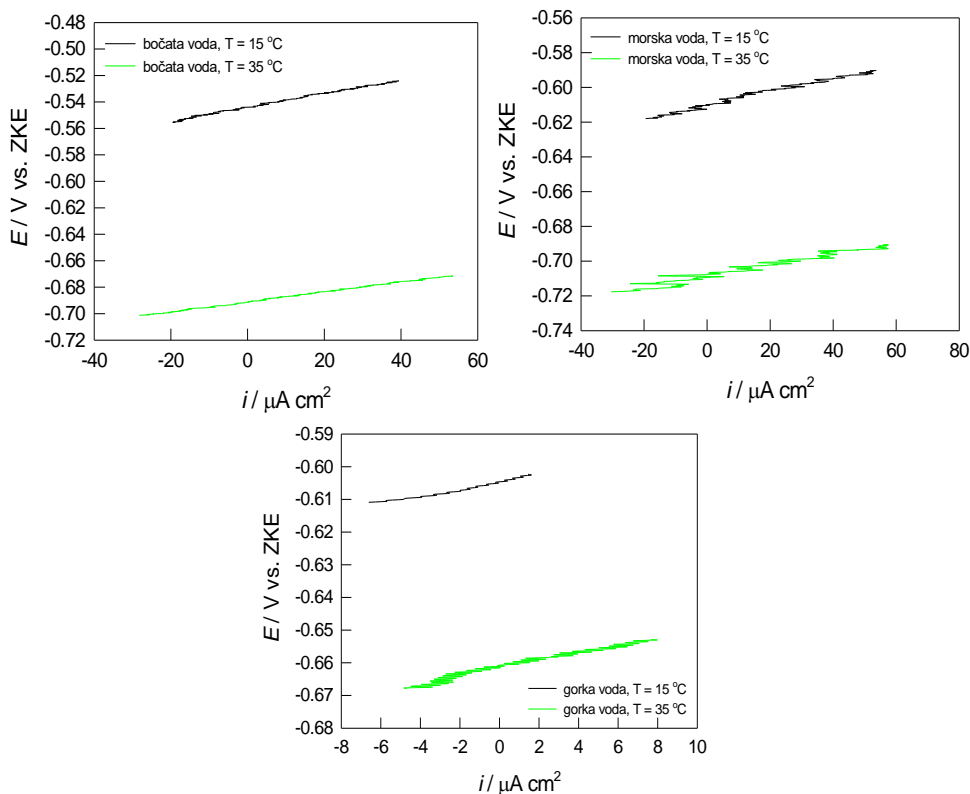 -0.48
-0.50
-0.52
-0.54
-0.56
-0.58
-0.60
-0.62
-0.64
-0.66
-0.68
-0.70
-0.72
E / V vs. ZKE
bočata voda, T = 15 °C
bočata voda, T = 35 °C
-40 -20 0 20 40 60
i / μA cm²
-0.56
-0.58
-0.60
-0.62
-0.64
-0.66
-0.68
-0.70
-0.72
-0.74
E / V vs. ZKE
morska voda, T = 15 °C
morska voda, T = 35 °C
-40 -20 0 20 40 60 80
i / μA cm²
-0.59
-0.60
-0.61
-0.62
-0.63
-0.64
-0.65
-0.66
-0.67
-0.68
E / V vs. ZKE
gorka voda, T = 15 °C
gorka voda, T = 35 °C
-8 -6 -4 -2 0 2 4 6 8 10
i / μA cm²